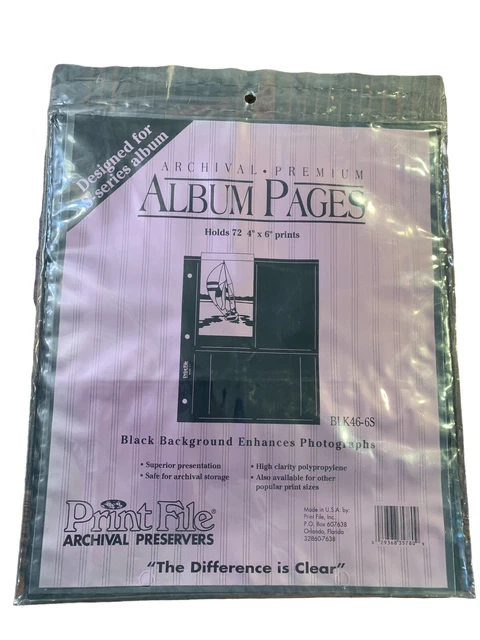 Designed for
series album
ARCHIVAL • PREMIUM
ALBUM PAGES
Holds 72 4" x 6" prints
BLK46-6S
Black Background Enhances Photographs
• Superior presentation
• Safe for archival storage
• High clarity polypropylene
• Also available for other
popular print sizes
Print File®
ARCHIVAL PRESERVERS
Made in U.S.A. by:
Print File, Inc.
P.O. Box 607638
Orlando, Florida
32860-7638
"The Difference is Clear"